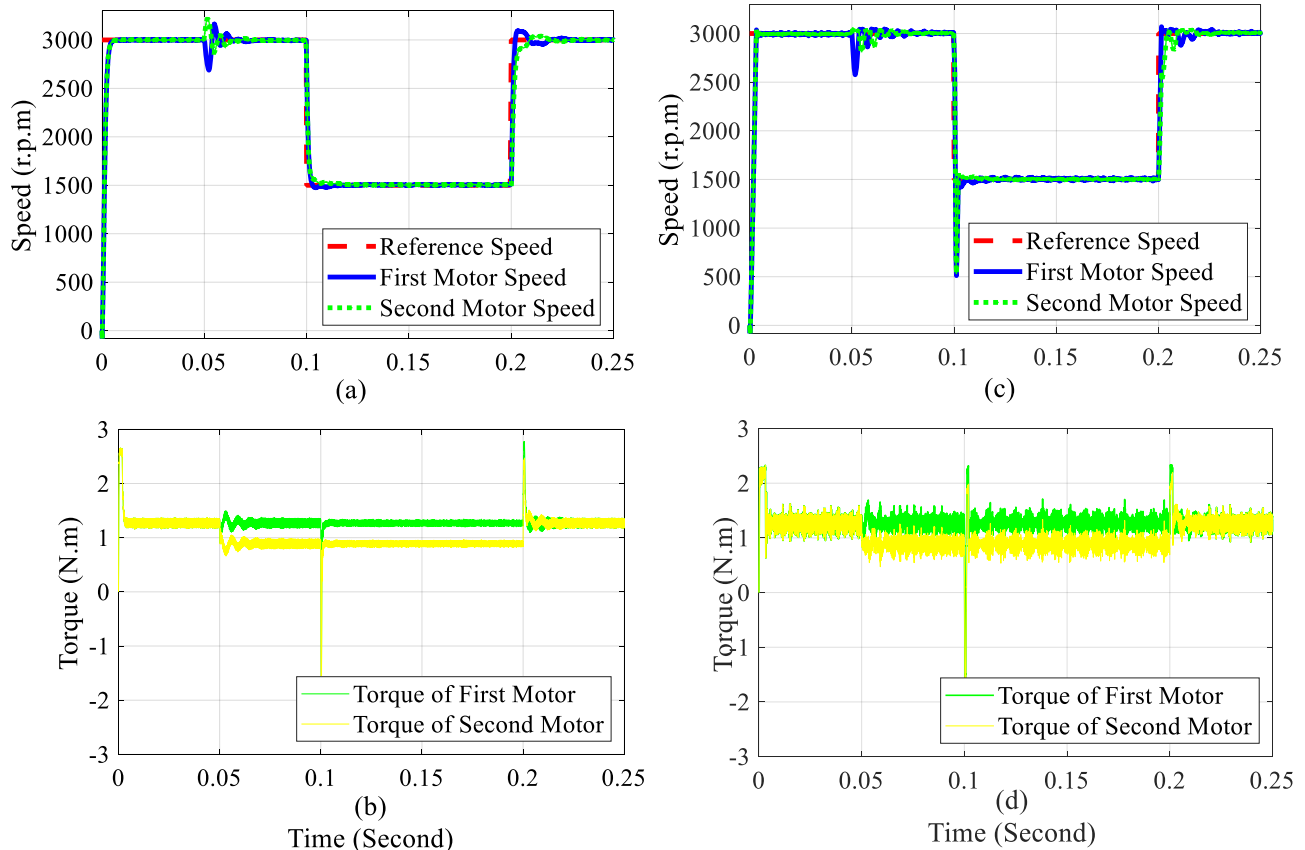 3000
2500
2000
1500
1000
500
0
Speed (r.p.m)
Reference Speed
First Motor Speed
Second Motor Speed
0 0.05 0.1 0.15 0.2 0.25
(a)
3000
2500
2000
1500
1000
500
0
Speed (r.p.m)
Reference Speed
First Motor Speed
Second Motor Speed
0 0.05 0.1 0.15 0.2 0.25
(c)
3
2
1
0
-1
-2
-3
Torque (N.m)
Torque of First Motor
Torque of Second Motor
0 0.05 0.1 0.15 0.2 0.25
(b)
Time (Second)
3
2
1
0
-1
-2
-3
Torque (N.m)
Torque of First Motor
Torque of Second Motor
0 0.05 0.1 0.15 0.2 0.25
(d)
Time (Second)